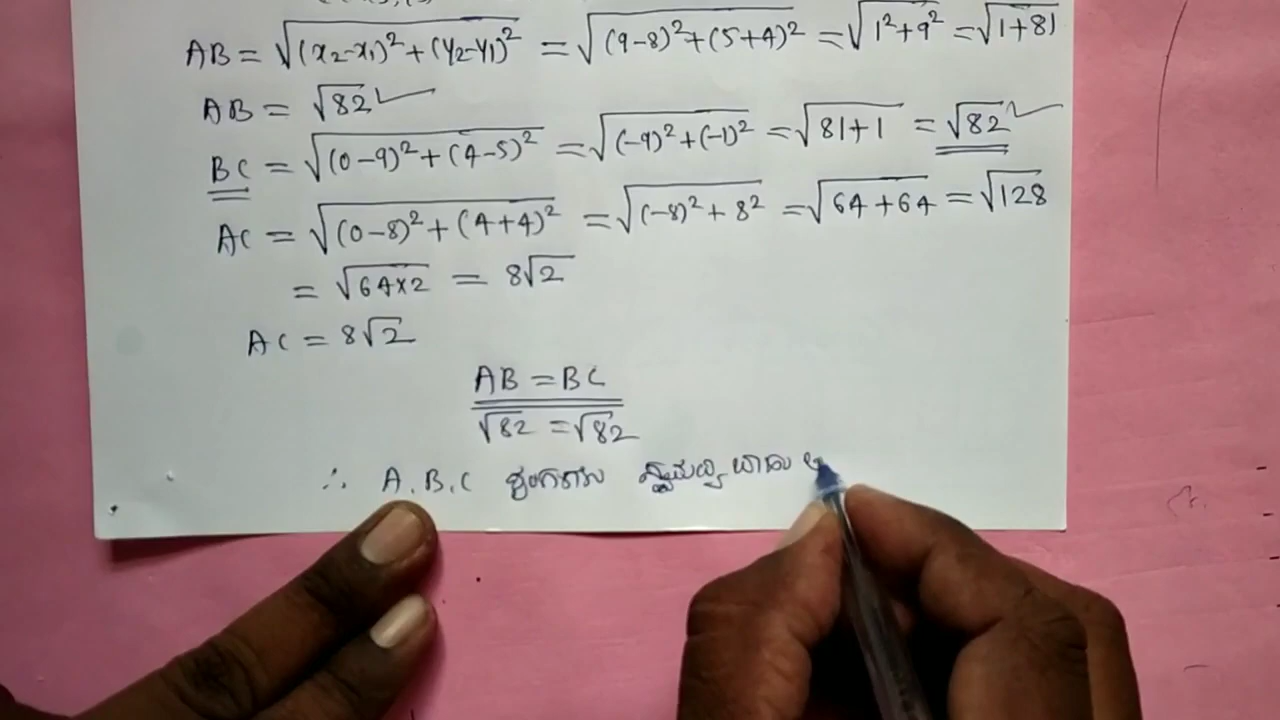 AB = √(x₂-x₁)² + (y₂-y₁)² = √(9-8)² + (5+4)² = √1² + 9² = √1+81
AB = √82
BC = √(0-9)² + (4-5)² = √(-9)² + (-1)² = √81+1 = √82
AC = √(0-8)² + (4+4)² = √(-8)² + 8² = √64+64 = √128
= √64×2 = 8√2
AC = 8√2
AB = BC
√82 = √82
∴ A, B, C